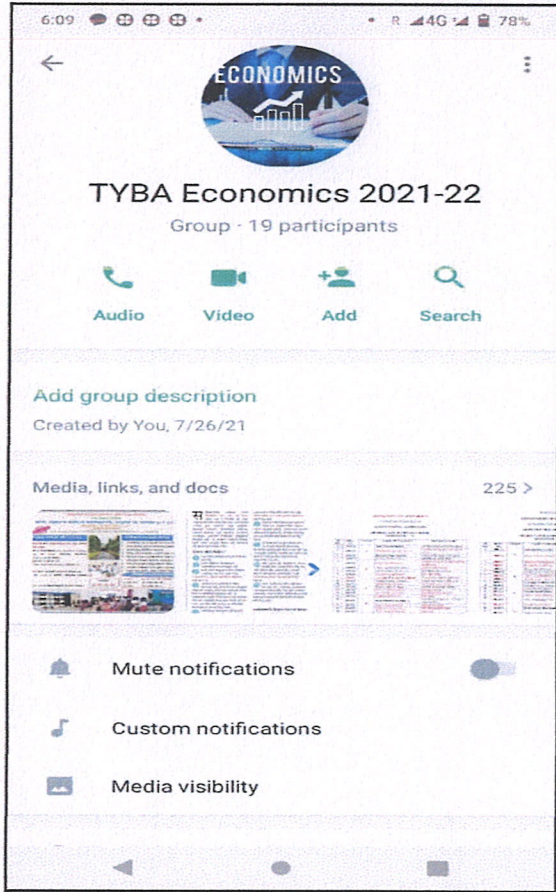 6:09 R 4G 78%
ECONOMICS
TYBA Economics 2021-22
Group · 19 participants
Audio Video Add Search
Add group description
Created by You, 7/26/21
Media, links, and docs 225 >
Mute notifications
Custom notifications
Media visibility